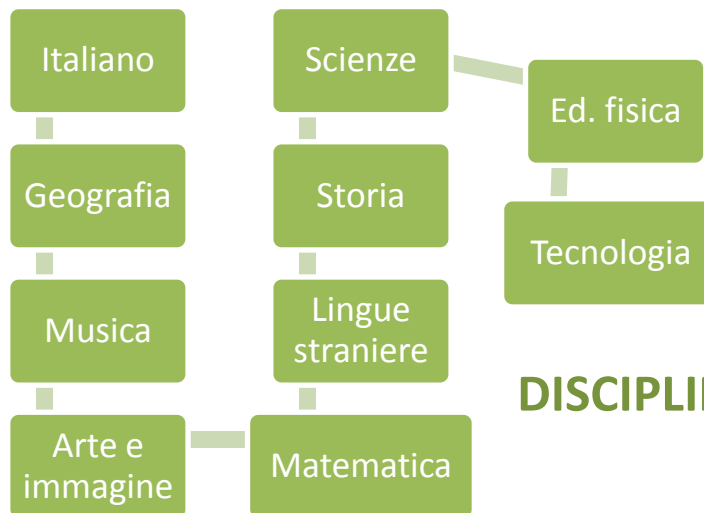 Italiano
Geografia
Musica
Arte e
immagine
Matematica
Lingue
straniere
Storia
Scienze
Ed. fisica
Tecnologia